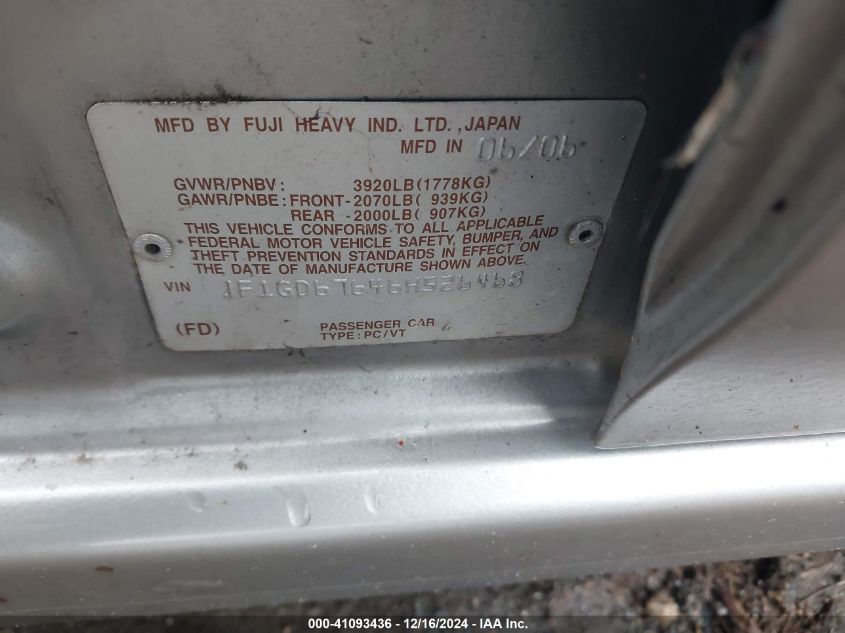 MFD BY FUJI HEAVY IND. LTD. ,JAPAN
MFD IN 06/06
GVWR/PNBV: 3920LB(1778KG)
GAWR/PNBE: FRONT-2070LB( 939KG)
REAR -2000LB( 907KG)
THIS VEHICLE CONFORMS TO ALL APPLICABLE
FEDERAL MOTOR VEHICLE SAFETY, BUMPER, AND
THEFT PREVENTION STANDARDS IN EFFECT ON
THE DATE OF MANUFACTURE SHOWN ABOVE.
VIN JF1GD67646H526468
(FD) PASSENGER CAR
TYPE:PC/VT
000-41093436 - 12/16/2024 - IAA Inc.